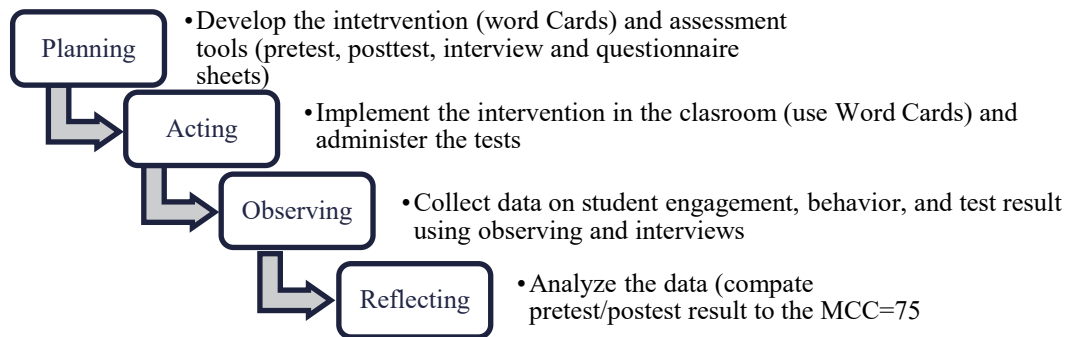 Planning
•Develop the intetrvention (word Cards) and assessment
tools (pretest, posttest, interview and questionnaire
sheets)
Acting
•Implement the intervention in the clasroom (use Word Cards) and
administer the tests
Observing
•Collect data on student engagement, behavior, and test result
using observing and interviews
Reflecting
•Analyze the data (compate
pretest/postest result to the MCC=75